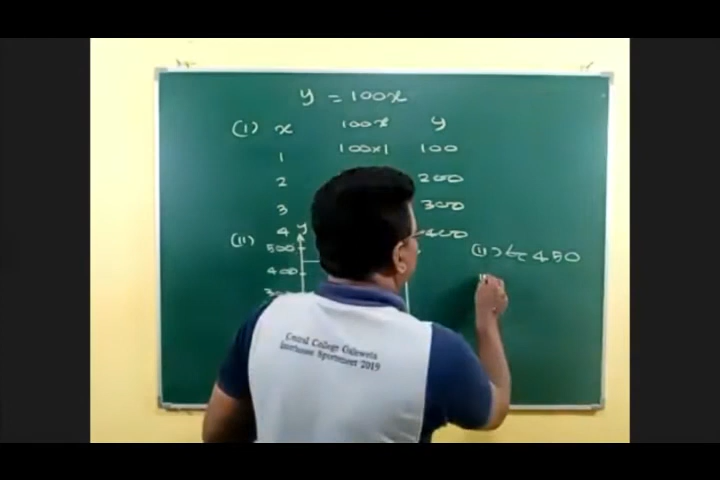 y = 100x
(I) x 100x y
1 100×1 100
2 200
3 300
4 400
(II) y
500
400
(II) රු 450
Central College Galewela
Interhouse Sportsmeet 2019